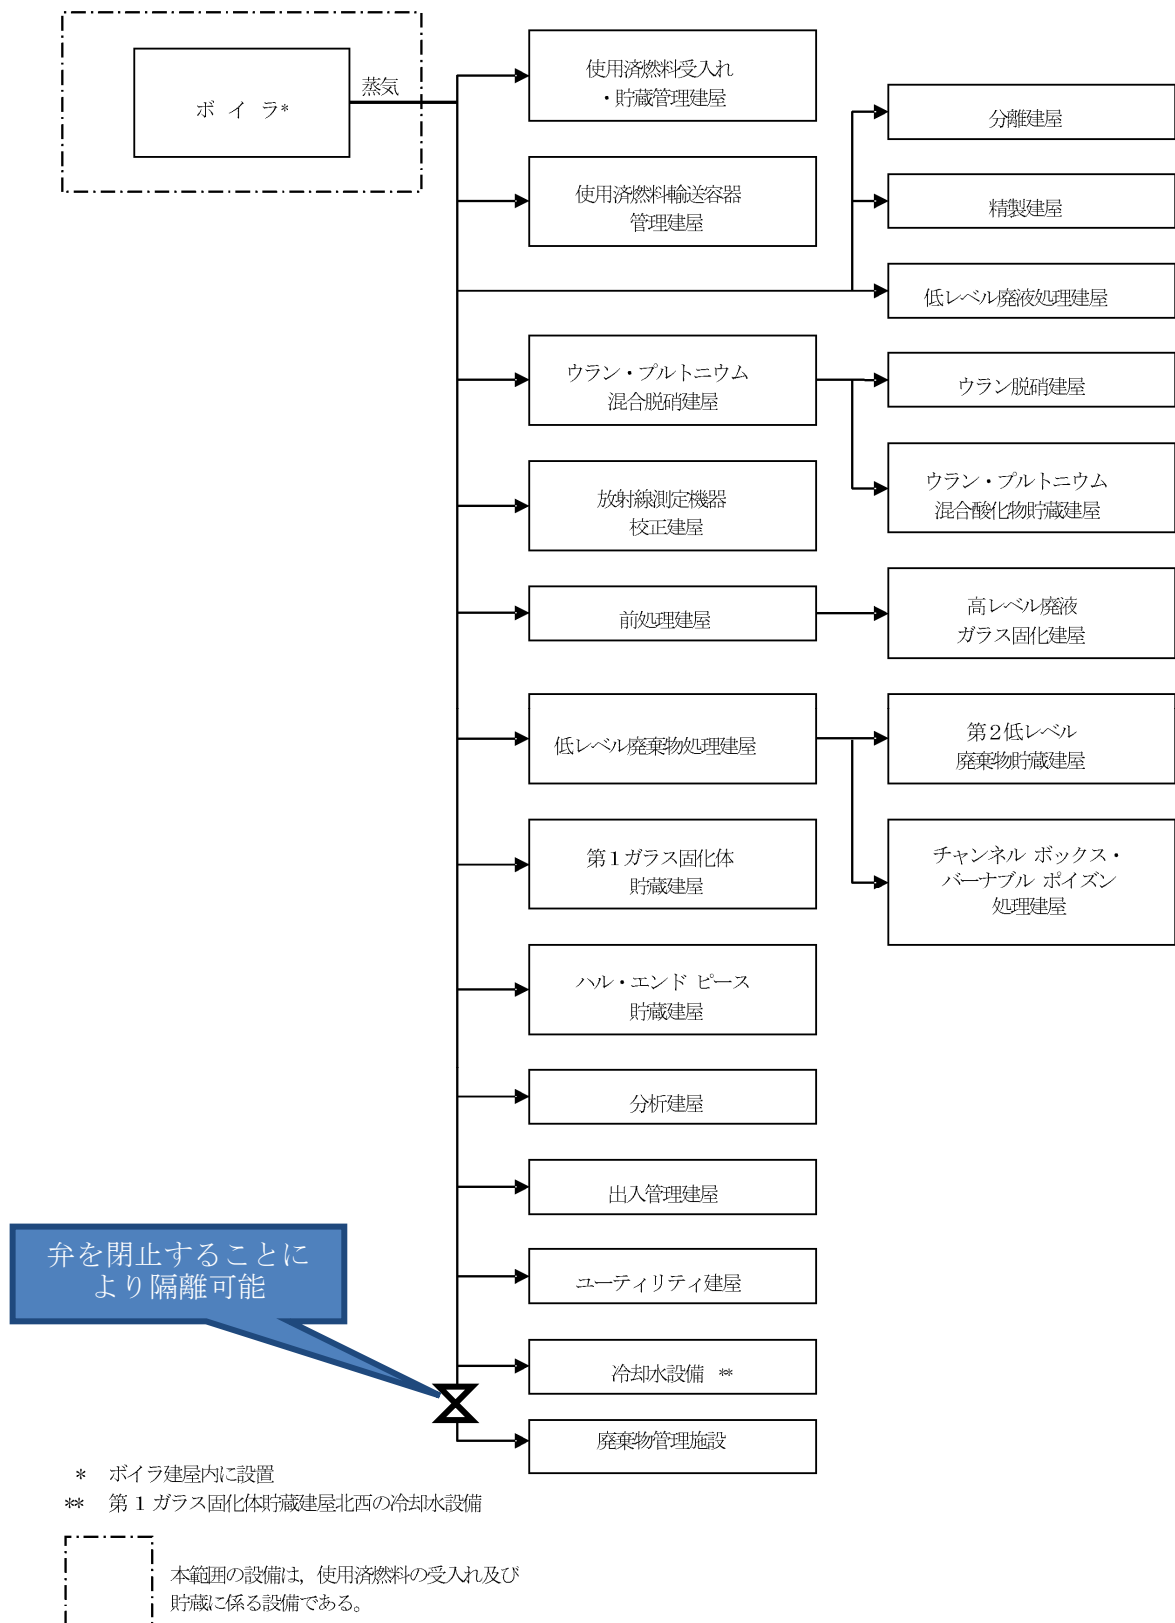 ボイラ*
蒸気
使用済燃料受入れ
・貯蔵管理建屋
使用済燃料輸送容器
管理建屋
分離建屋
精製建屋
低レベル廃液処理建屋
ウラン・プルトニウム
混合脱硝建屋
ウラン脱硝建屋
ウラン・プルトニウム
混合酸化物貯蔵建屋
放射線測定機器
校正建屋
前処理建屋
高レベル廃液
ガラス固化建屋
低レベル廃棄物処理建屋
第2低レベル
廃棄物貯蔵建屋
チャンネル ボックス・
バーナブル ポイズン
処理建屋
第1ガラス固化体
貯蔵建屋
ハル・エンド ピース
貯蔵建屋
分析建屋
出入管理建屋
ユーティリティ建屋
冷却水設備 **
廃棄物管理施設
弁を閉止することに
より隔離可能
* ボイラ建屋内に設置
** 第1ガラス固化体貯蔵建屋北西の冷却水設備
本範囲の設備は，使用済燃料の受入れ及び
貯蔵に係る設備である。